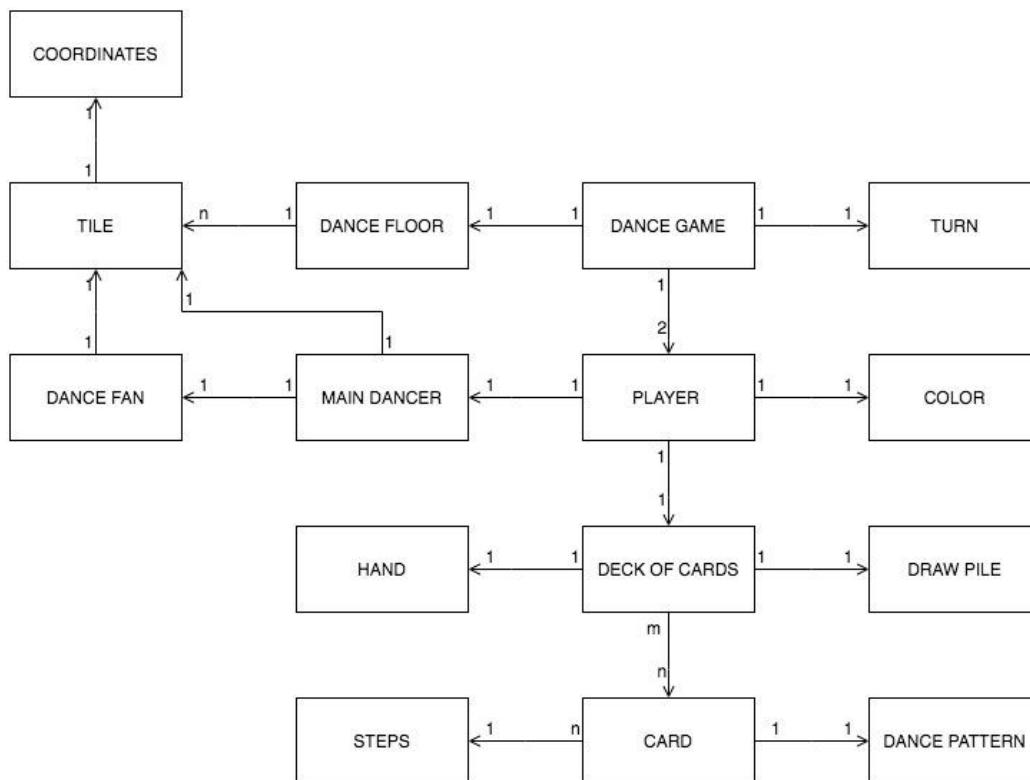 COORDINATES
1
1
TILE
n
1
DANCE FLOOR
1
1
DANCE GAME
1
1
TURN
1
1
1
1
1
2
DANCE FAN
1
1
MAIN DANCER
1
1
PLAYER
1
1
COLOR
1
1
HAND
1
1
DECK OF CARDS
1
1
DRAW PILE
m
n
STEPS
1
n
CARD
1
1
DANCE PATTERN